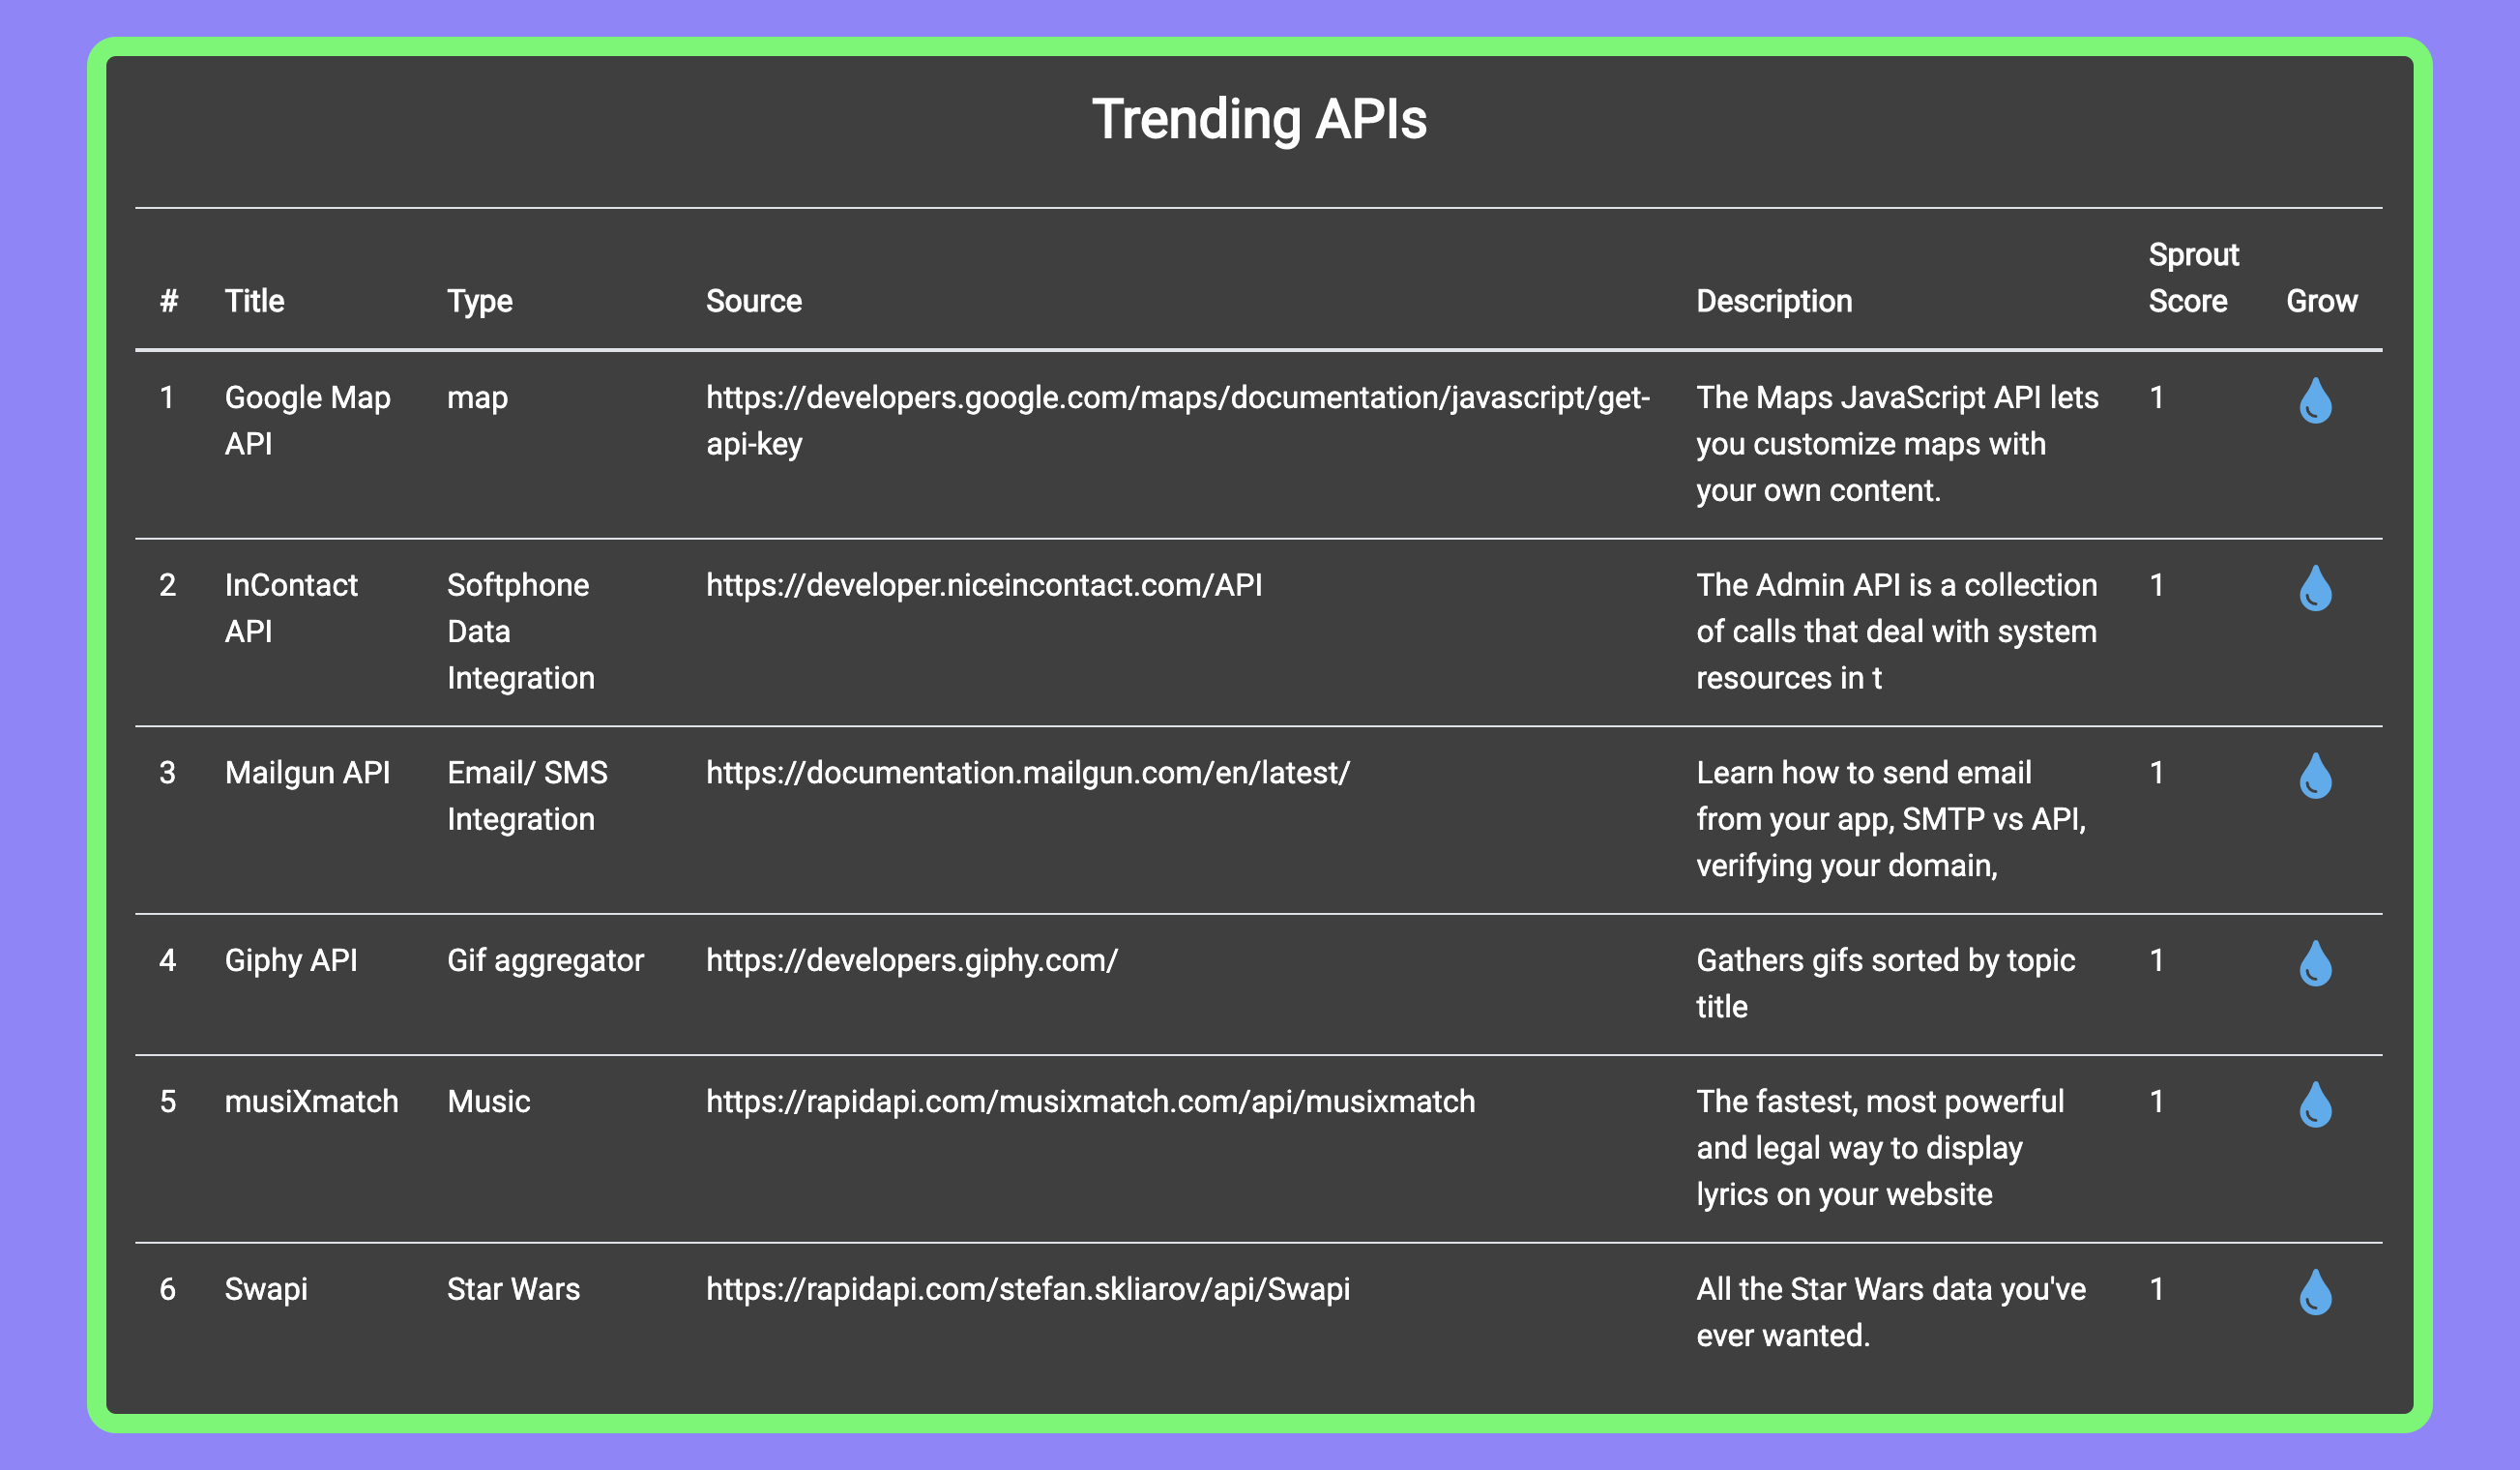 Trending APIs
# Title Type Source Description Sprout Score Grow
1 Google Map API map https://developers.google.com/maps/documentation/javascript/get-api-key The Maps JavaScript API lets you customize maps with your own content. 1
2 InContact API Softphone Data Integration https://developer.niceincontact.com/API The Admin API is a collection of calls that deal with system resources in t 1
3 Mailgun API Email/ SMS Integration https://documentation.mailgun.com/en/latest/ Learn how to send email from your app, SMTP vs API, verifying your domain, 1
4 Giphy API Gif aggregator https://developers.giphy.com/ Gathers gifs sorted by topic title 1
5 musiXmatch Music https://rapidapi.com/musixmatch.com/api/musixmatch The fastest, most powerful and legal way to display lyrics on your website 1
6 Swapi Star Wars https://rapidapi.com/stefan.skliarov/api/Swapi All the Star Wars data you've ever wanted. 1